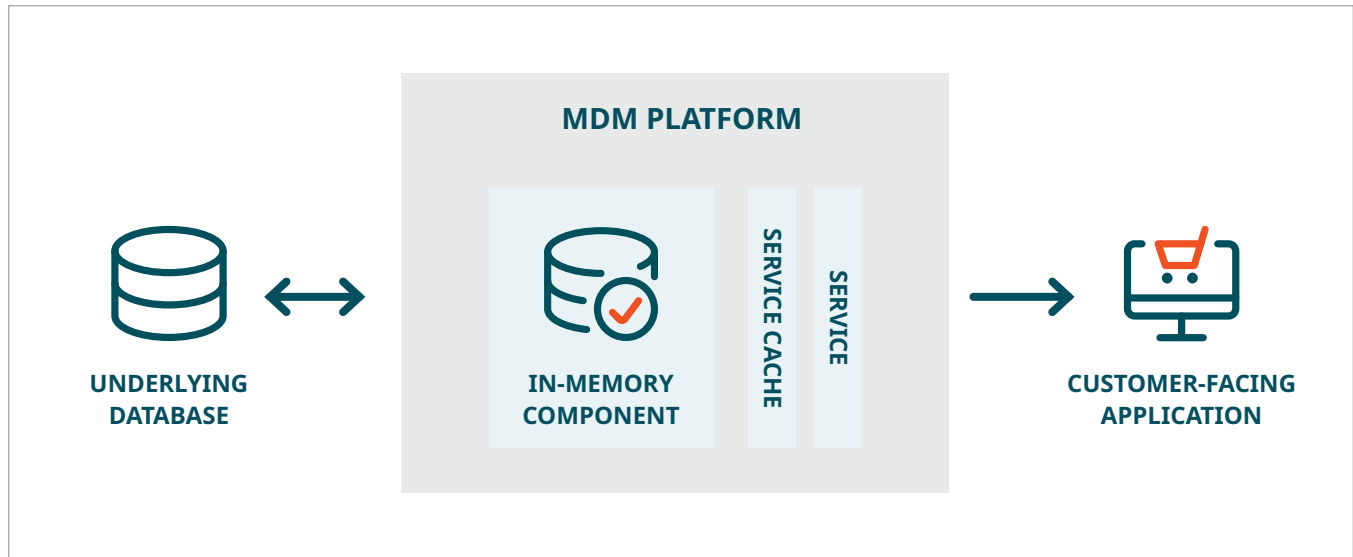 MDM PLATFORM
UNDERLYING
DATABASE
IN-MEMORY
COMPONENT
SERVICE CACHE
SERVICE
CUSTOMER-FACING
APPLICATION